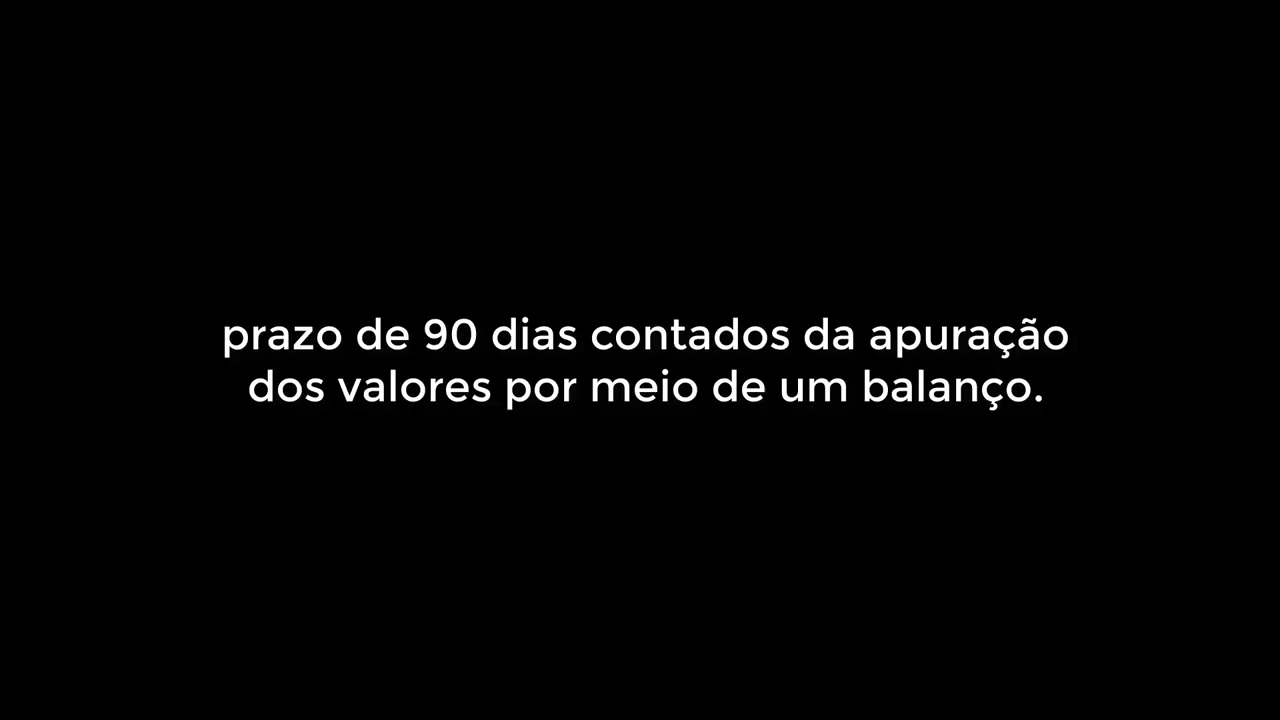 prazo de 90 dias contados da apuração
dos valores por meio de um balanço.